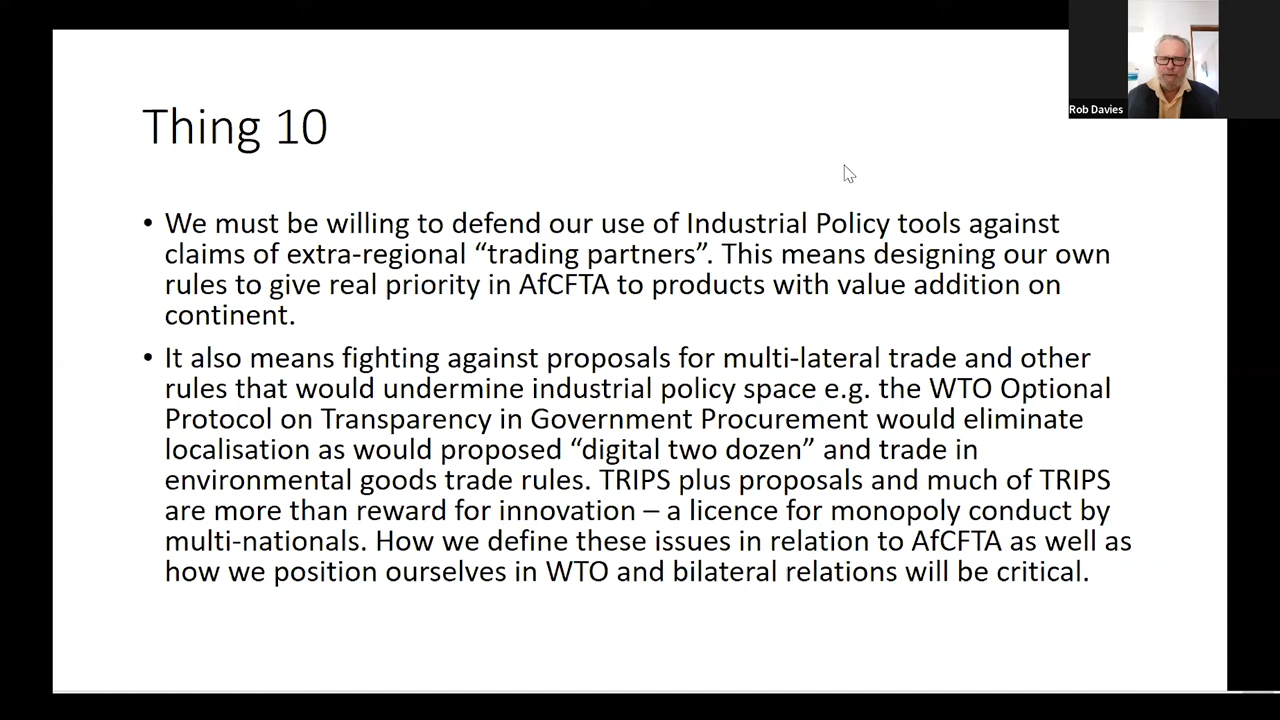 Rob Davies
Thing 10
• We must be willing to defend our use of Industrial Policy tools against
claims of extra-regional “trading partners”. This means designing our own
rules to give real priority in AfCFTA to products with value addition on
continent.
• It also means fighting against proposals for multi-lateral trade and other
rules that would undermine industrial policy space e.g. the WTO Optional
Protocol on Transparency in Government Procurement would eliminate
localisation as would proposed “digital two dozen” and trade in
environmental goods trade rules. TRIPS plus proposals and much of TRIPS
are more than reward for innovation – a licence for monopoly conduct by
multi-nationals. How we define these issues in relation to AfCFTA as well as
how we position ourselves in WTO and bilateral relations will be critical.